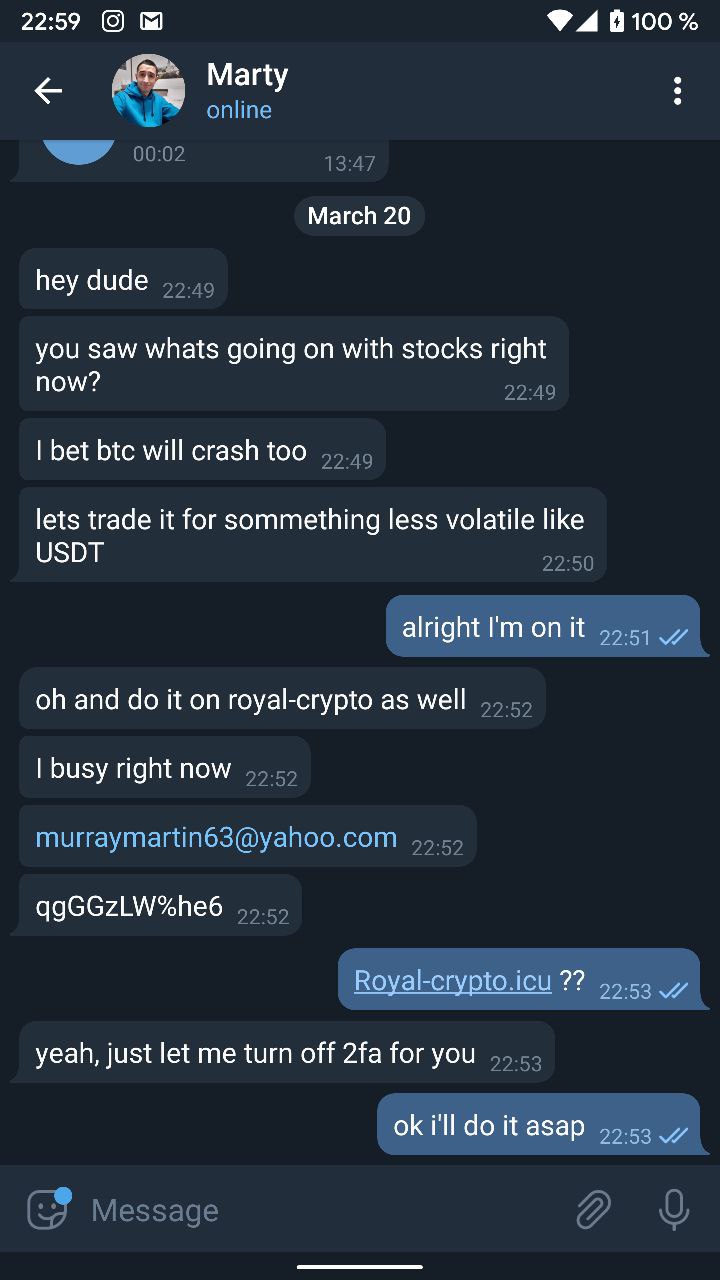 22:59
100 %
Marty
online
00:02
13:47
March 20
hey dude 22:49
you saw whats going on with stocks right
now?
22:49
I bet btc will crash too 22:49
lets trade it for sommething less volatile like
USDT
22:50
alright I'm on it 22:51
oh and do it on royal-crypto as well 22:52
I busy right now 22:52
murraymartin63@yahoo.com 22:52
qgGGzLW%he6 22:52
Royal-crypto.icu ?? 22:53
yeah, just let me turn off 2fa for you 22:53
ok i'll do it asap 22:53
Message